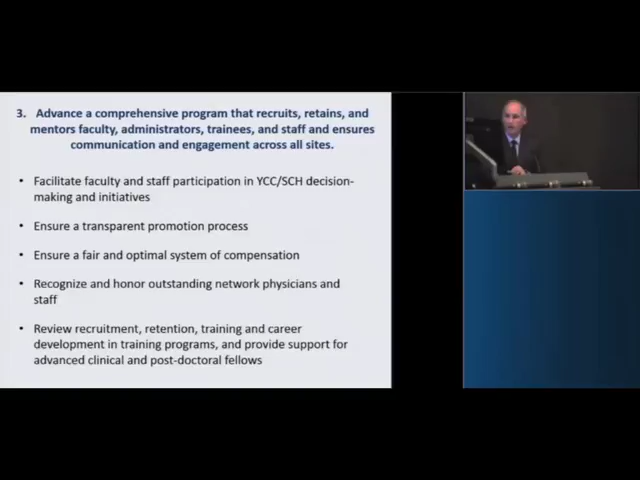 3. Advance a comprehensive program that recruits, retains, and
mentors faculty, administrators, trainees, and staff and ensures
communication and engagement across all sites.
• Facilitate faculty and staff participation in YCC/SCH decision-
making and initiatives
• Ensure a transparent promotion process
• Ensure a fair and optimal system of compensation
• Recognize and honor outstanding network physicians and
staff
• Review recruitment, retention, training and career
development in training programs, and provide support for
advanced clinical and post-doctoral fellows